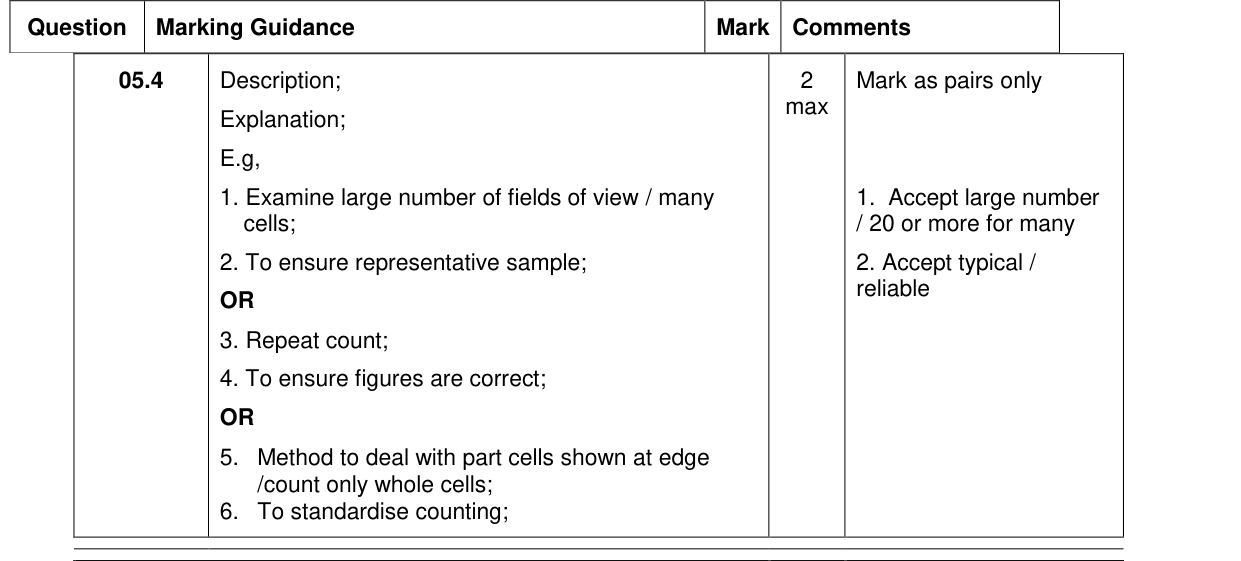 Question Marking Guidance Mark Comments
05.4 Description; 2 Mark as pairs only
max
Explanation;
E.g,
1. Examine large number of fields of view / many 1. Accept large number
cells; / 20 or more for many
2. To ensure representative sample; 2. Accept typical /
reliable
OR
3. Repeat count;
4. To ensure figures are correct;
OR
5. Method to deal with part cells shown at edge
/count only whole cells;
6. To standardise counting;